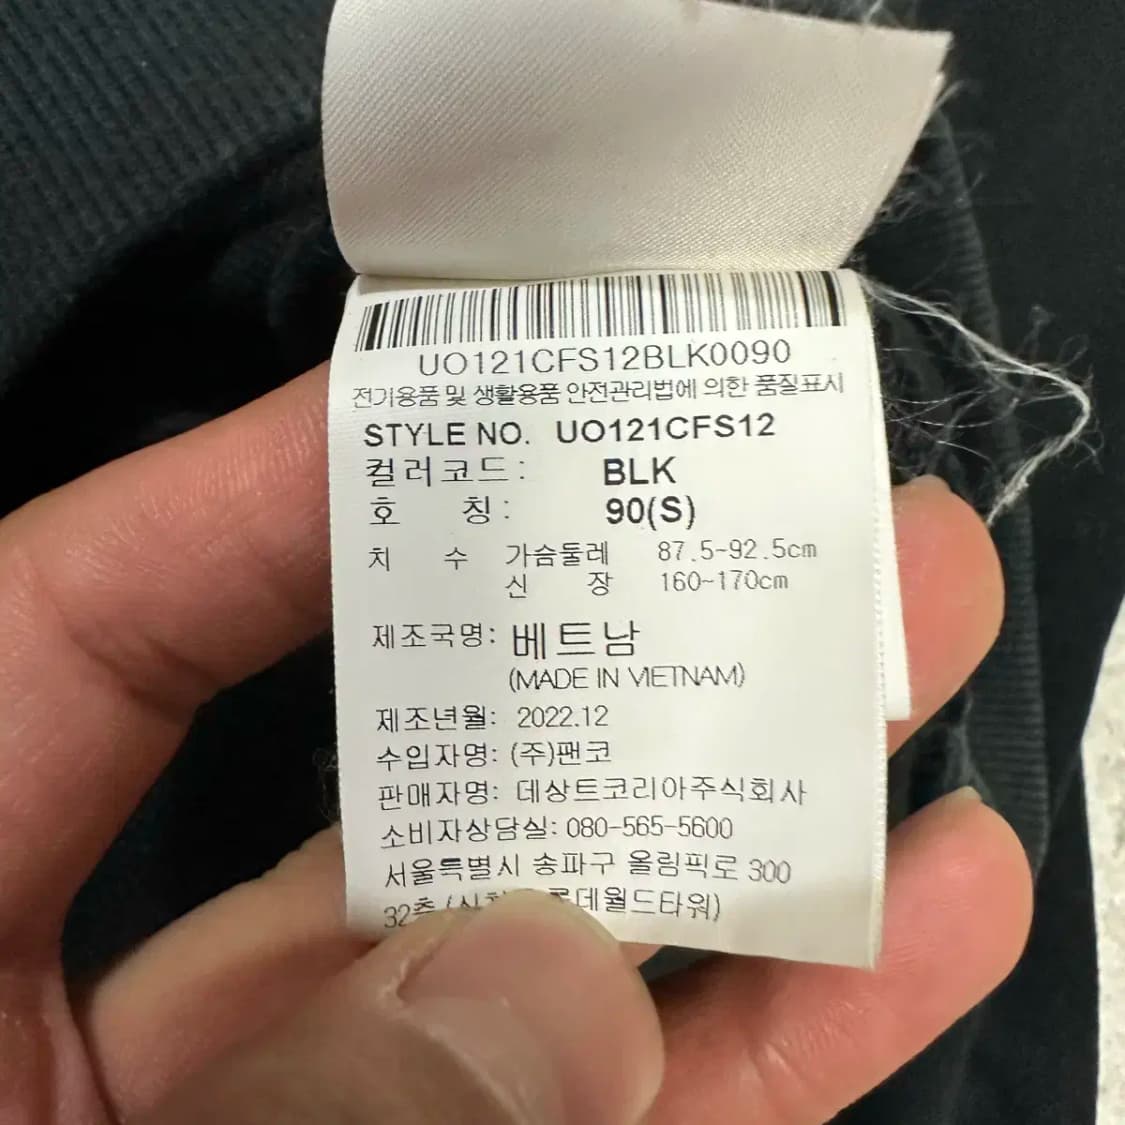 UO121CFS12BLK0090
전기용품 및 생활용품 안전관리법에 의한 품질표시
STYLE NO. UO121CFS12
컬러코드: BLK
호 칭: 90(S)
치 수 가슴둘레 87.5~92.5cm
신 장 160~170cm
제조국명: 베트남
(MADE IN VIETNAM)
제조년월: 2022.12
수입자명: (주)팬코
판매자명: 데상트코리아주식회사
소비자상담실: 080-565-5600
서울특별시 송파구 올림픽로 300
32층